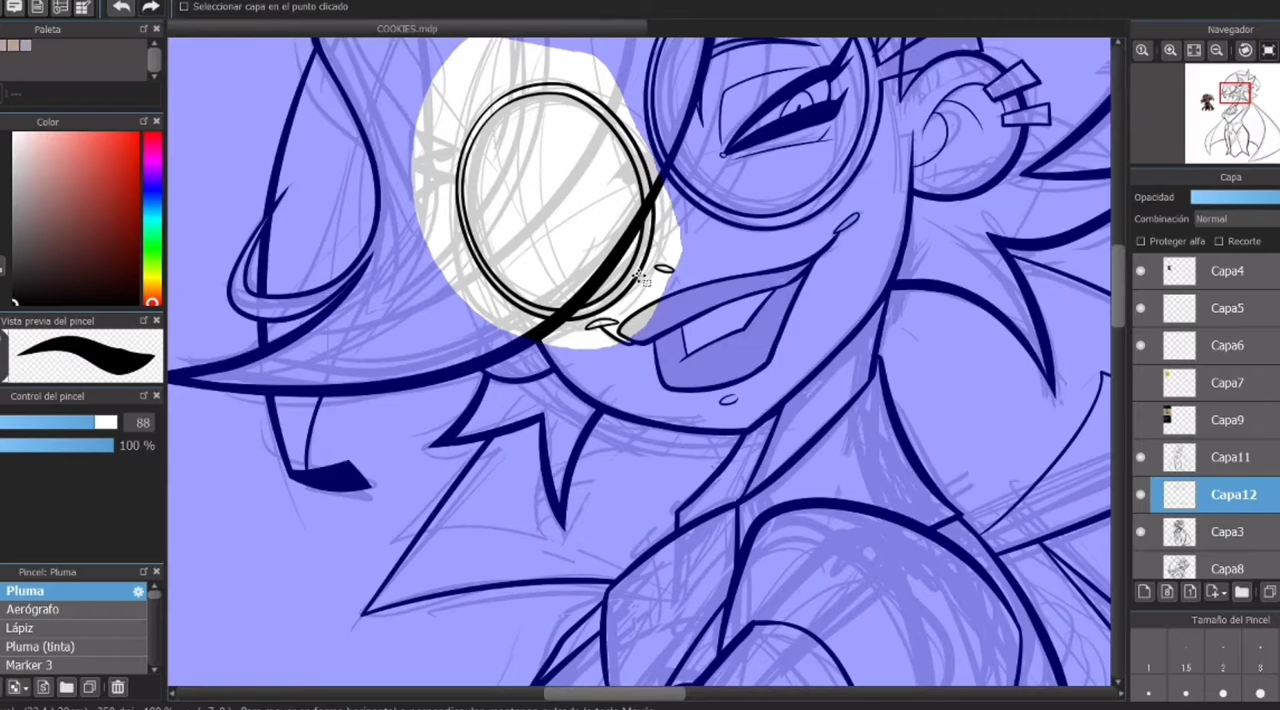 Seleccionar capa en el punto clicado
Paleta
COOKIES.mdp
Navegador
Color
Capa
Opacidad
Combinación Normal
Proteger alfa Recorte
Capa4
Capa5
Capa6
Capa7
Capa9
Capa11
Capa12
Capa3
Capa8
Vista previa del pincel
Control del pincel
88
100 %
Pincel: Pluma
Pluma
Aerógrafo
Lápiz
Pluma (tinta)
Marker 3
Tamaño del Pincel
1 1.5 2 3